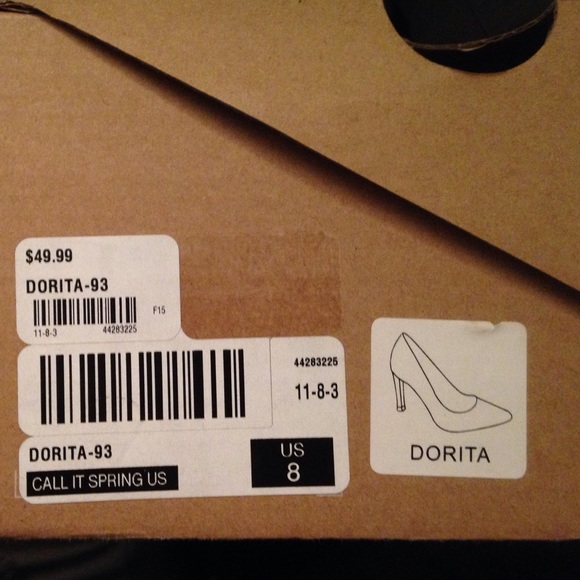 $49.99
DORITA-93
F15
11-8-3 44283225
44283225
11-8-3
DORITA-93
CALL IT SPRING US
US
8
DORITA